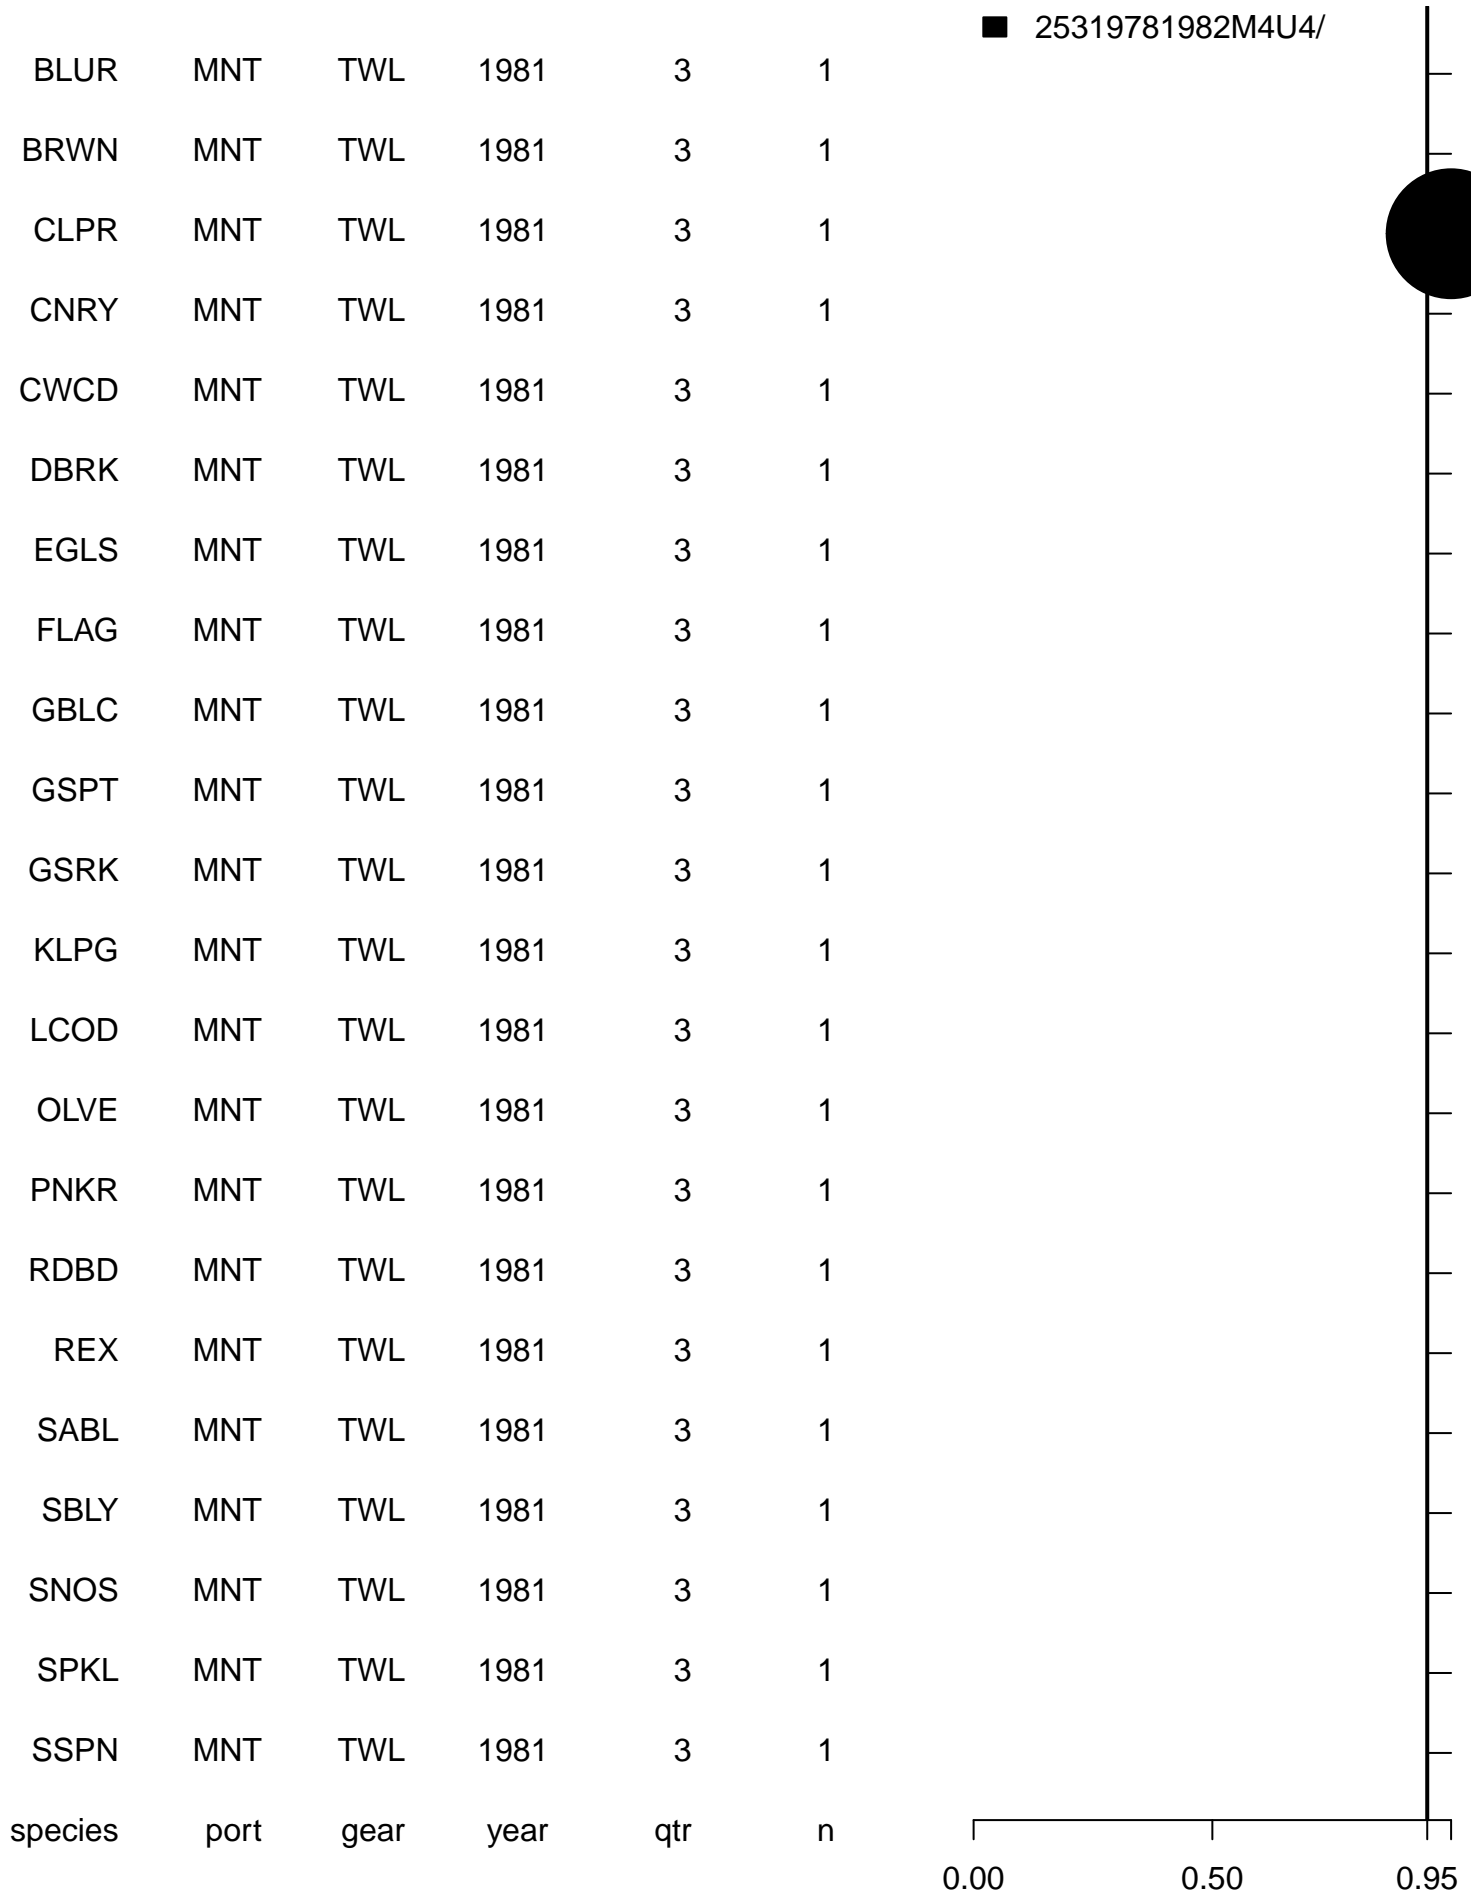 25319781982M4U4/
BLUR MNT TWL 1981 3 1
BRWN MNT TWL 1981 3 1
CLPR MNT TWL 1981 3 1
CNRY MNT TWL 1981 3 1
CWCD MNT TWL 1981 3 1
DBRK MNT TWL 1981 3 1
EGLS MNT TWL 1981 3 1
FLAG MNT TWL 1981 3 1
GBLC MNT TWL 1981 3 1
GSPT MNT TWL 1981 3 1
GSRK MNT TWL 1981 3 1
KLPG MNT TWL 1981 3 1
LCOD MNT TWL 1981 3 1
OLVE MNT TWL 1981 3 1
PNKR MNT TWL 1981 3 1
RDBD MNT TWL 1981 3 1
REX MNT TWL 1981 3 1
SABL MNT TWL 1981 3 1
SBLY MNT TWL 1981 3 1
SNOS MNT TWL 1981 3 1
SPKL MNT TWL 1981 3 1
SSPN MNT TWL 1981 3 1
species port gear year qtr n
0.00 0.50 0.95